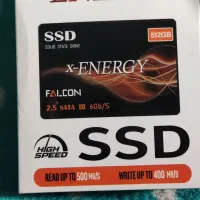 SSD
512GB
SOLID STATE DRIVE
x-ENERGY
FALCON
2.5 SATA III 6Gb/S
HIGH
SPEED
SSD
READ UP TO 500 MB/s
WRITE UP TO 400 MB/s